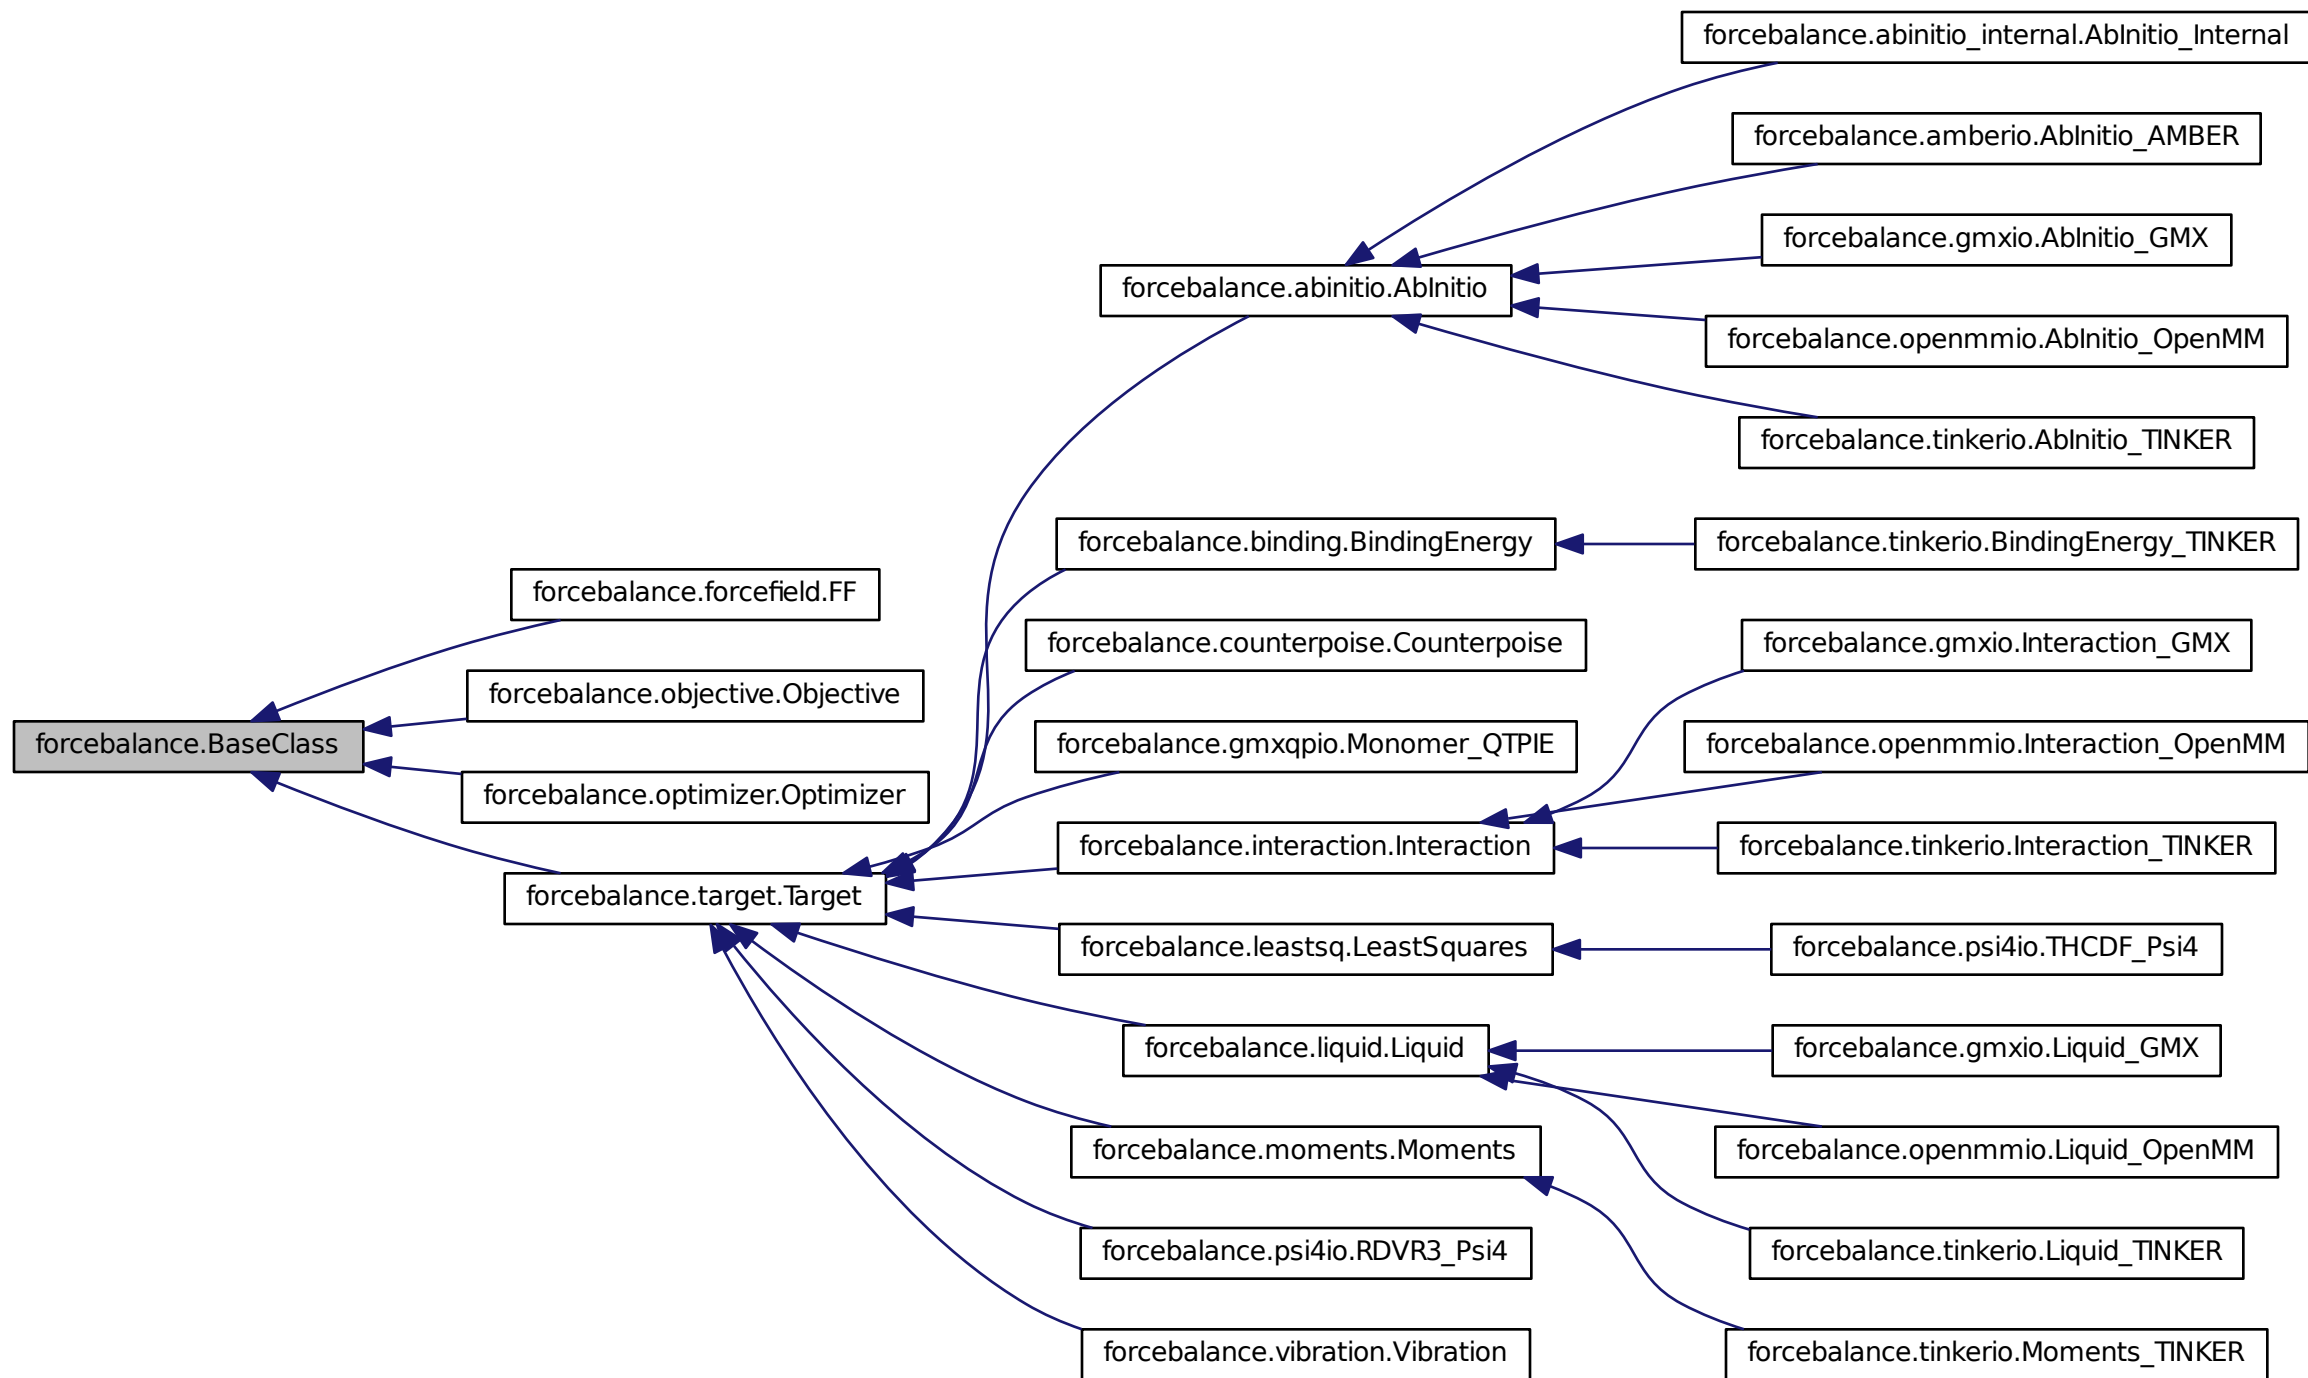 forcebalance.abinitio_internal.AbInitio_Internal
forcebalance.amberio.AbInitio_AMBER
forcebalance.gmxio.AbInitio_GMX
forcebalance.abinitio.AbInitio
forcebalance.openmmio.AbInitio_OpenMM
forcebalance.tinkerio.AbInitio_TINKER
forcebalance.binding.BindingEnergy
forcebalance.tinkerio.BindingEnergy_TINKER
forcebalance.forcefield.FF
forcebalance.counterpoise.Counterpoise
forcebalance.gmxio.Interaction_GMX
forcebalance.objective.Objective
forcebalance.BaseClass
forcebalance.gmxqpio.Monomer_QTPIE
forcebalance.openmmio.Interaction_OpenMM
forcebalance.optimizer.Optimizer
forcebalance.interaction.Interaction
forcebalance.tinkerio.Interaction_TINKER
forcebalance.target.Target
forcebalance.leastsq.LeastSquares
forcebalance.psi4io.THCDF_Psi4
forcebalance.liquid.Liquid
forcebalance.gmxio.Liquid_GMX
forcebalance.moments.Moments
forcebalance.openmmio.Liquid_OpenMM
forcebalance.psi4io.RDVR3_Psi4
forcebalance.tinkerio.Liquid_TINKER
forcebalance.vibration.Vibration
forcebalance.tinkerio.Moments_TINKER